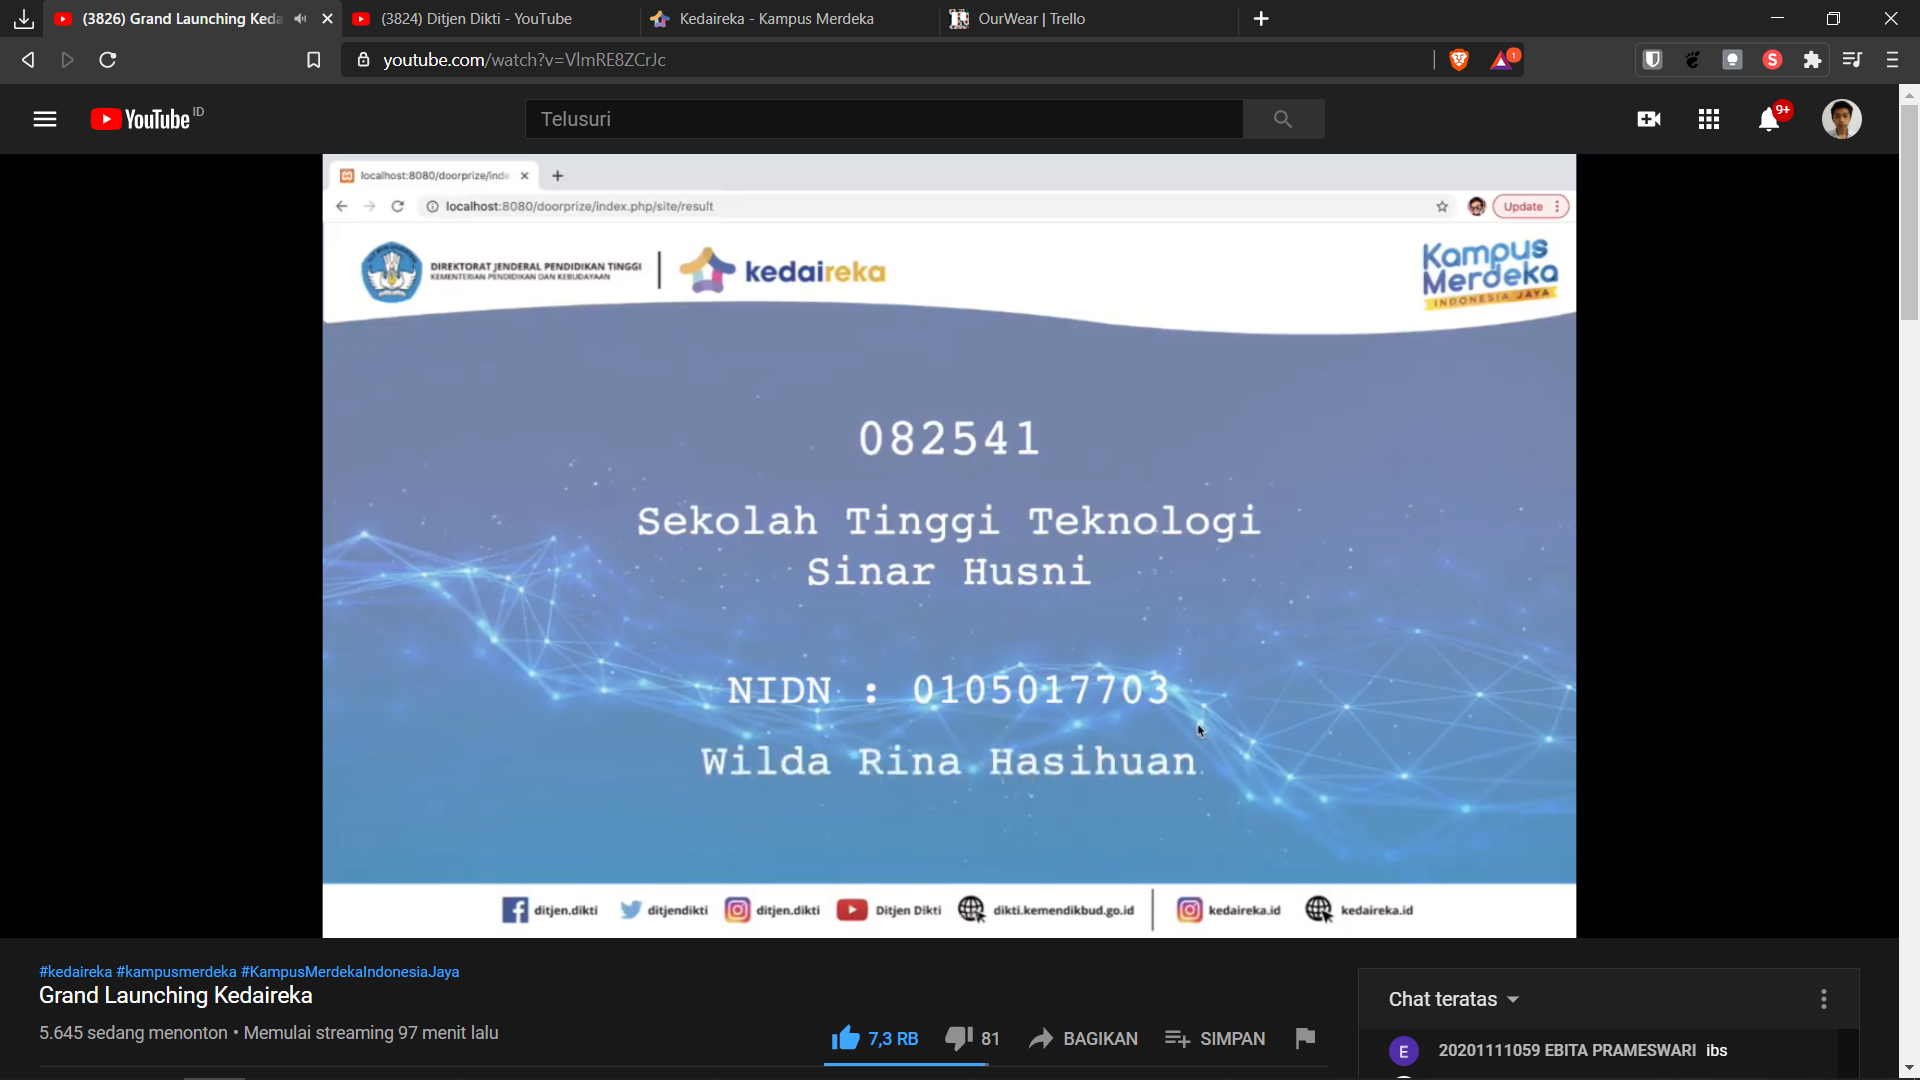 (3826) Grand Launching Keda
(3824) Ditjen Dikti - YouTube
Kedaireka - Kampus Merdeka
OurWear | Trello
youtube.com/watch?v=VlmRE8ZCrJc
1
S
YouTube ID
Telusuri
9+
localhost:8080/doorprize/inde
localhost:8080/doorprize/index.php/site/result
Update
DIREKTORAT JENDERAL PENDIDIKAN TINGGI
KEMENTERIAN PENDIDIKAN DAN KEBUDAYAAN
kedaireka
Kampus
Merdeka
INDONESIA JAYA
082541
Sekolah Tinggi Teknologi
Sinar Husni
NIDN : 0105017703
Wilda Rina Hasihuan
ditjen.dikti
ditjendikti
ditjen.dikti
Ditjen Dikti
dikti.kemendikbud.go.id
kedaireka.id
kedaireka.id
#kedaireka #kampusmerdeka #KampusMerdekaIndonesiaJaya
Grand Launching Kedaireka
5.645 sedang menonton • Memulai streaming 97 menit lalu
7,3 RB
81
BAGIKAN
SIMPAN
Chat teratas
E
20201111059 EBITA PRAMESWARI ibs